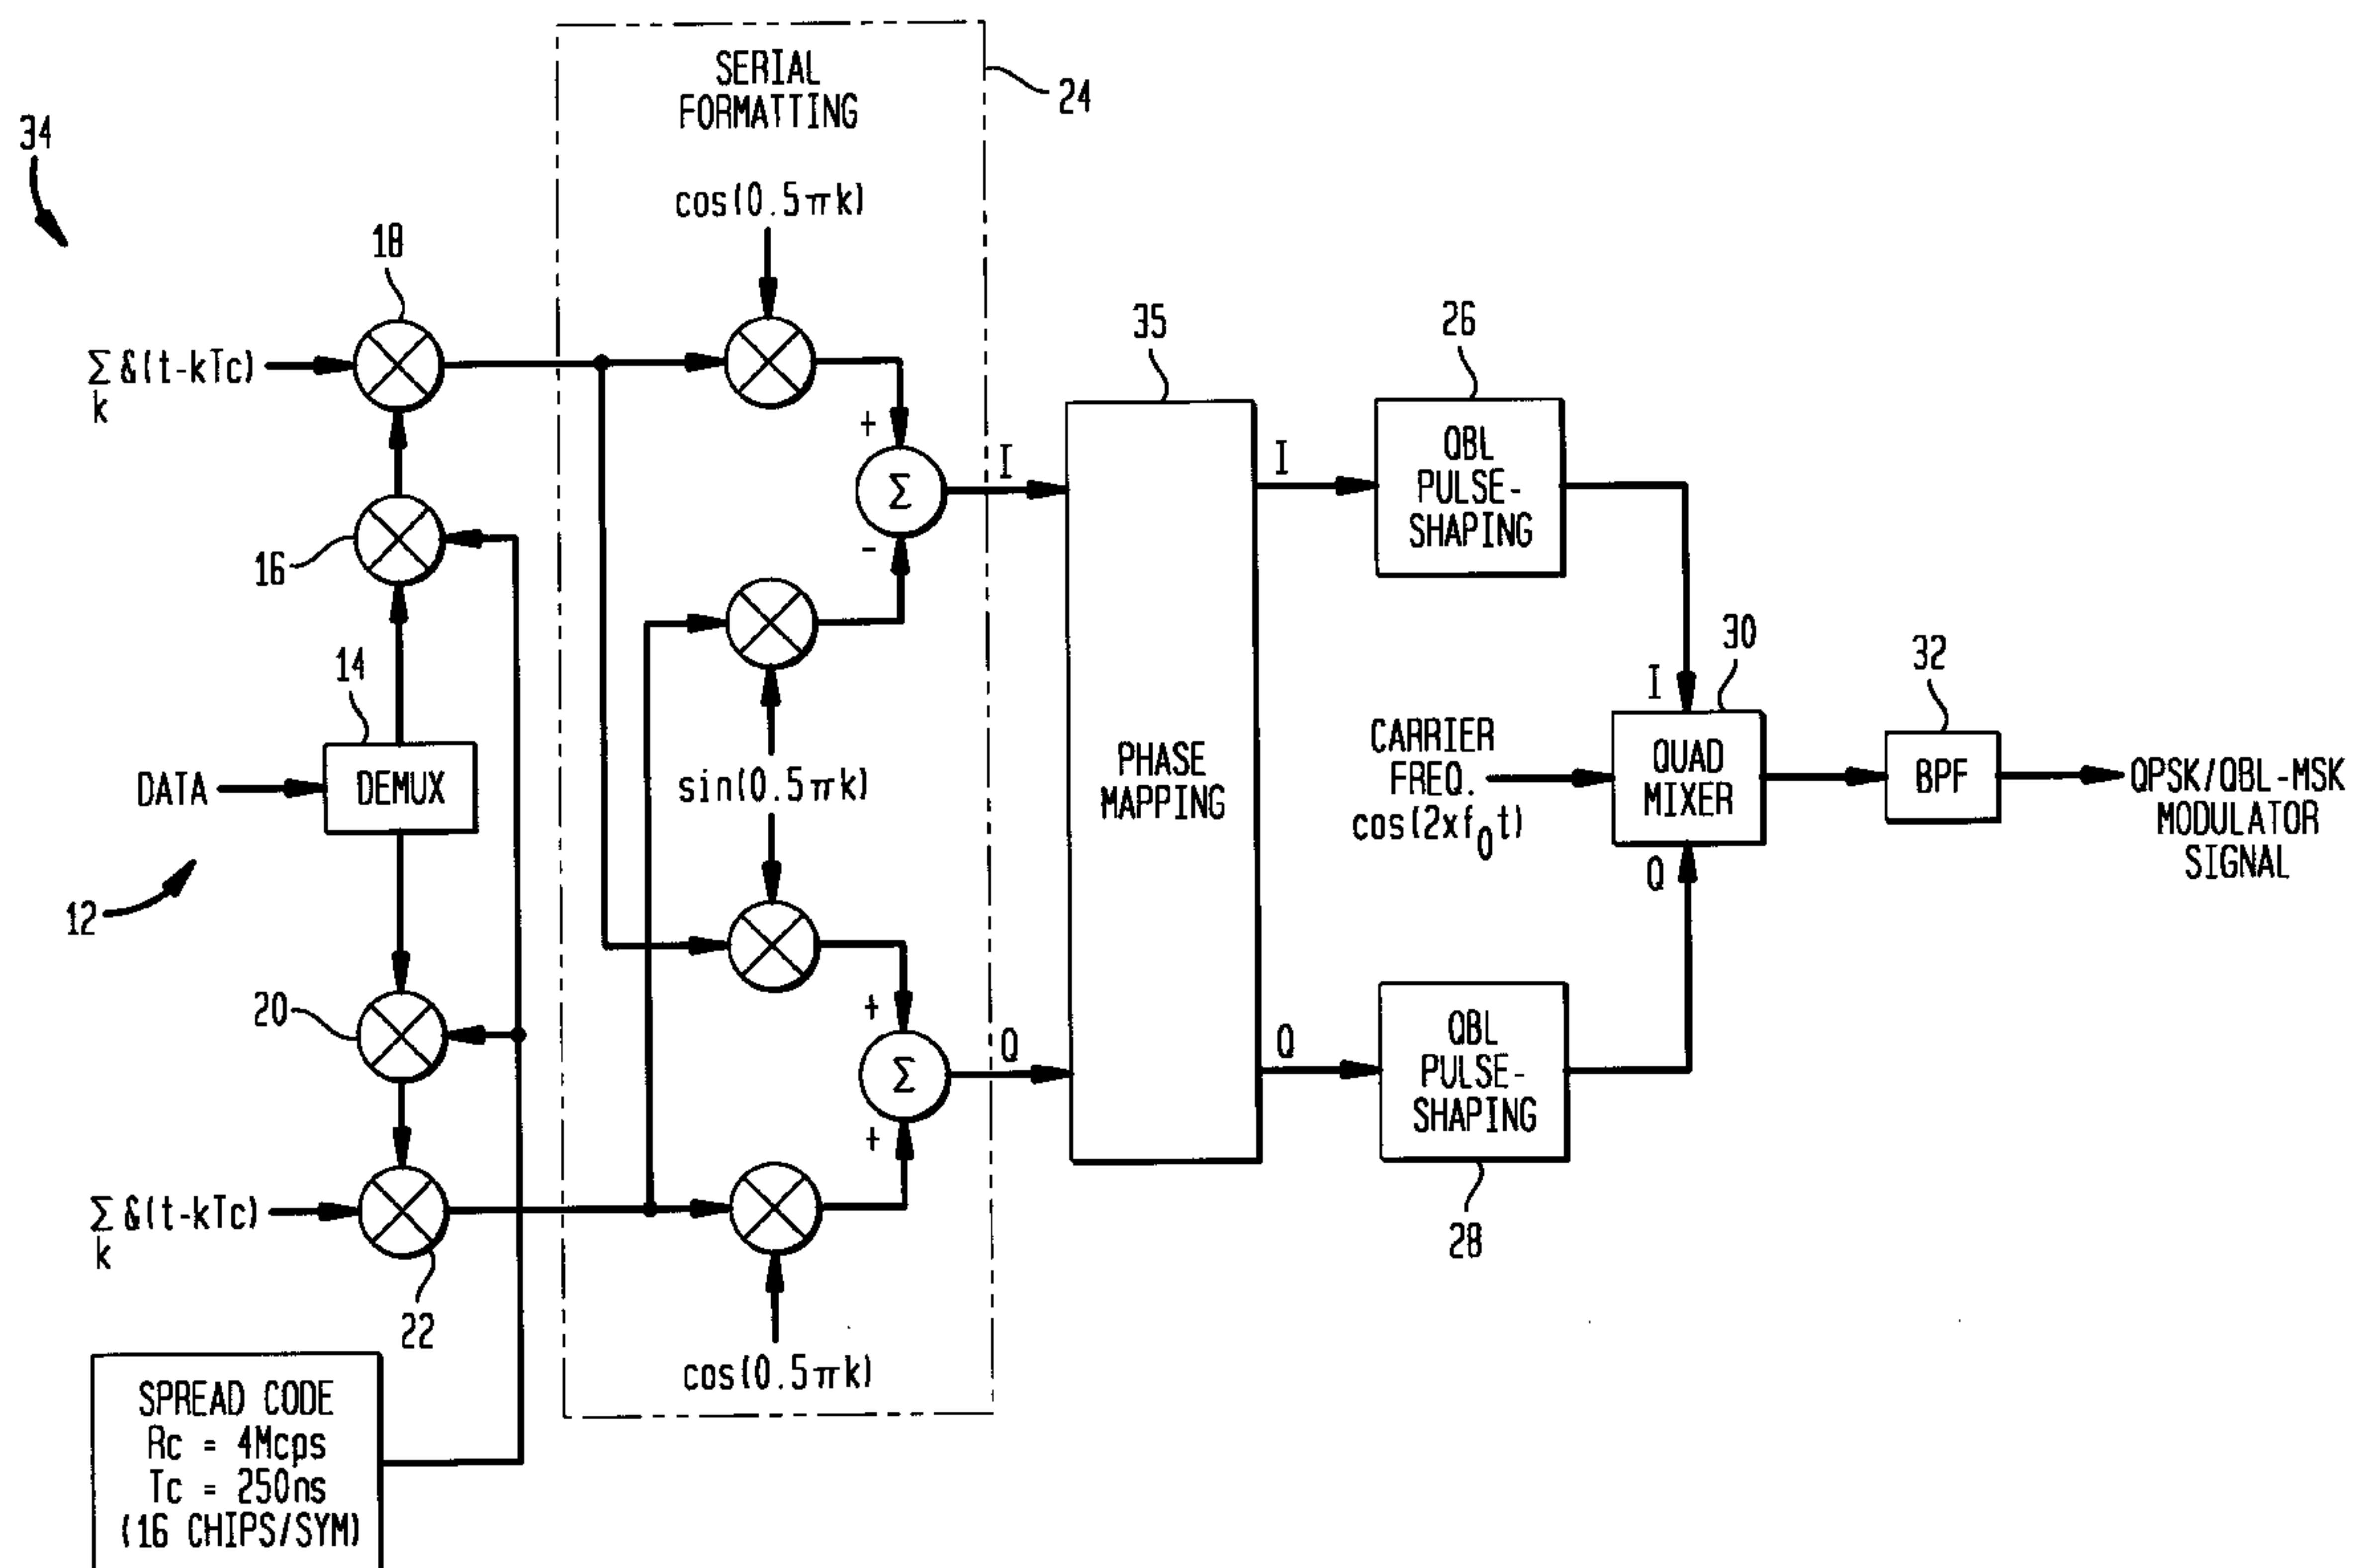 SERIAL
FORMATTING
24
34
cos(0.5πk)
18
35
26
Σ &(t-kTc)
k
QBL
PULSE-
SHAPING
+
Σ
I
I
-
16
30
32
14
I
CARRIER
FREQ.
cos(2xf₀t)
QUAD
MIXER
BPF
QPSK/QBL-MSK
MODULATOR
SIGNAL
PHASE
MAPPING
DATA
DEMUX
sin(0.5πk)
Q
12
20
+
Σ
Q
Q
+
QBL
PULSE-
SHAPING
Σ &(t-kTc)
k
28
22
cos(0.5πk)
SPREAD CODE
Rc = 4Mcps
Tc = 250ns
(16 CHIPS/SYM)